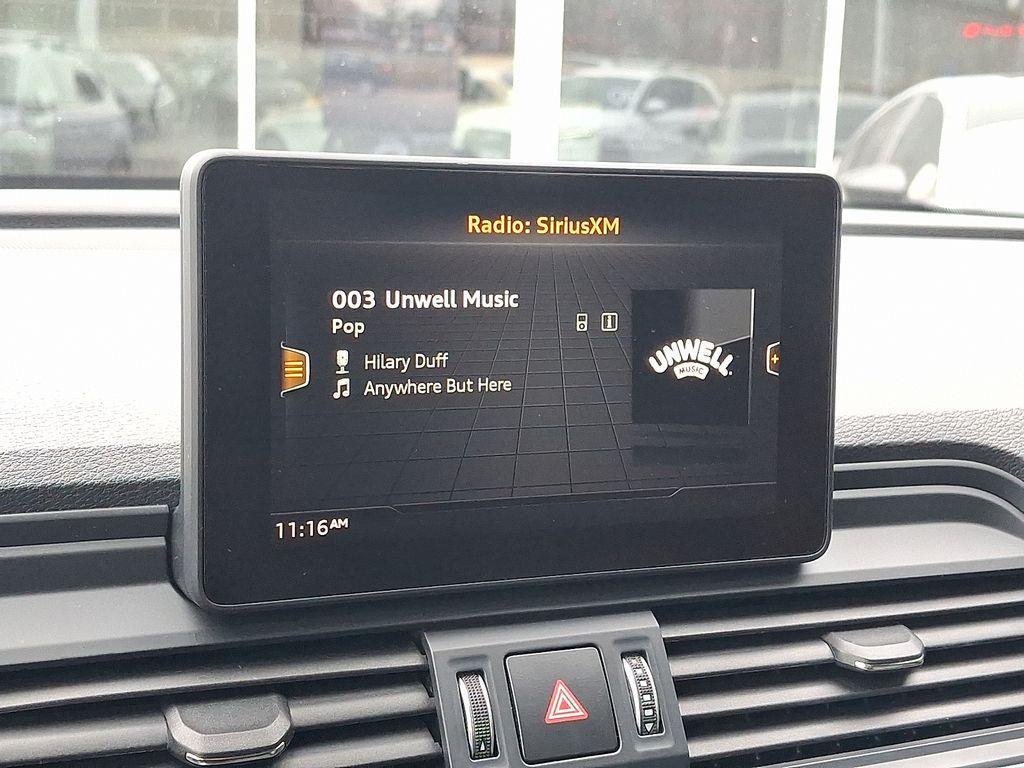 Radio: SiriusXM
003 Unwell Music
Pop
Hilary Duff
Anywhere But Here
UNWELL
MUSIC
11:16AM